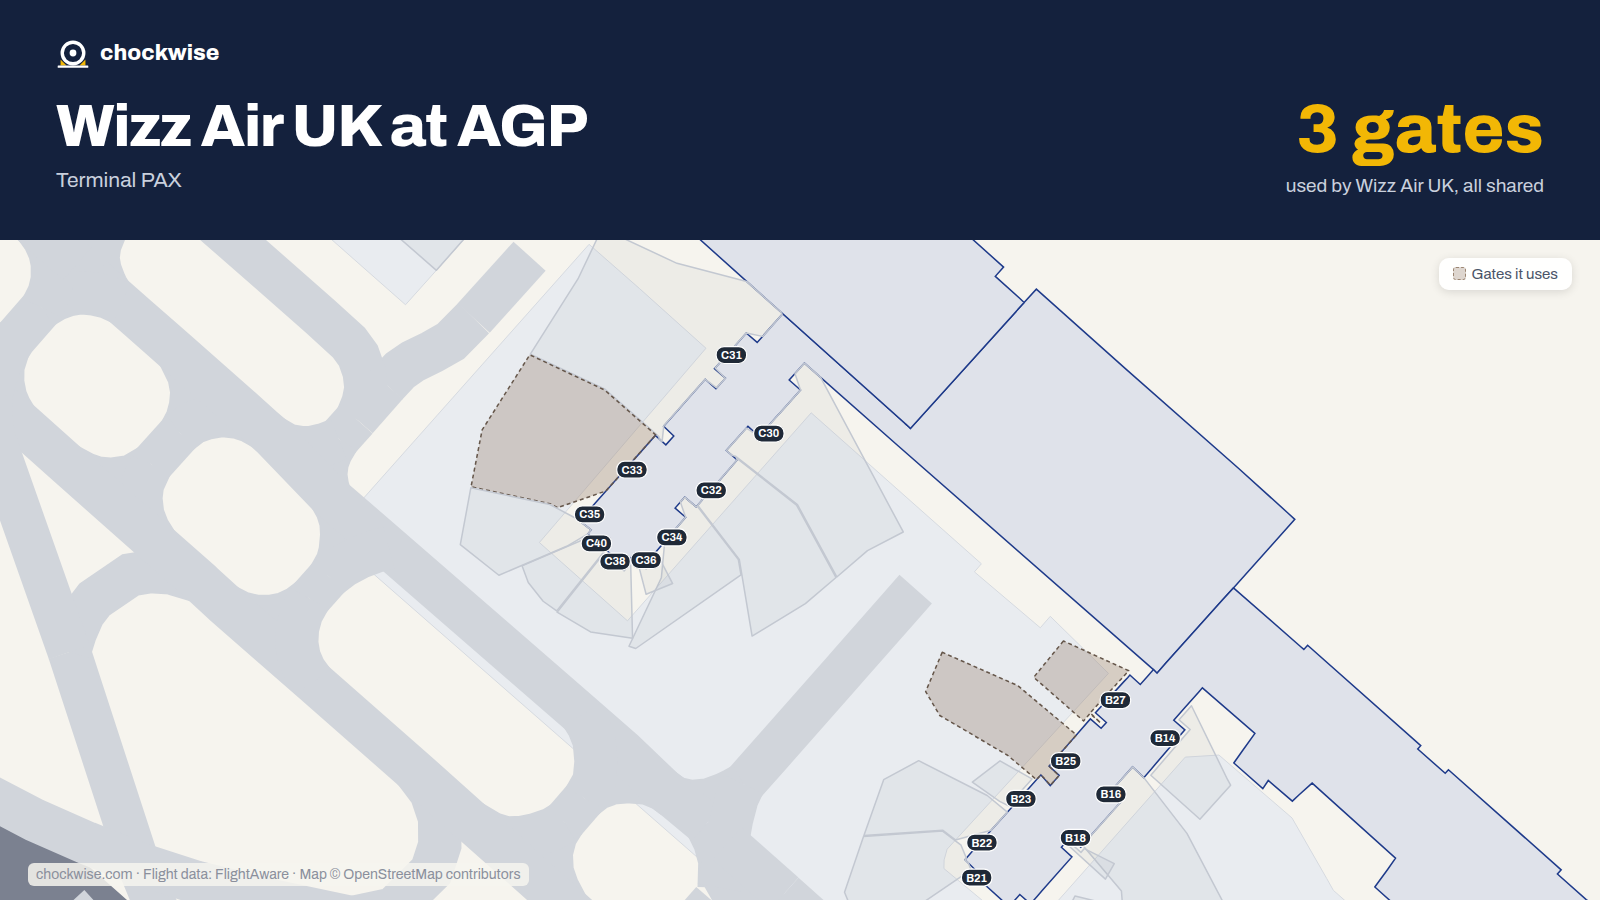 chockwise
Wizz Air UK at AGP
Terminal PAX
3 gates
used by Wizz Air UK, all shared
Gates it uses
C31
C30
C33
C32
C35
C34
C40
C38
C36
B27
B14
B25
B16
B23
B18
B22
B21
chockwise.com · Flight data: FlightAware · Map © OpenStreetMap contributors